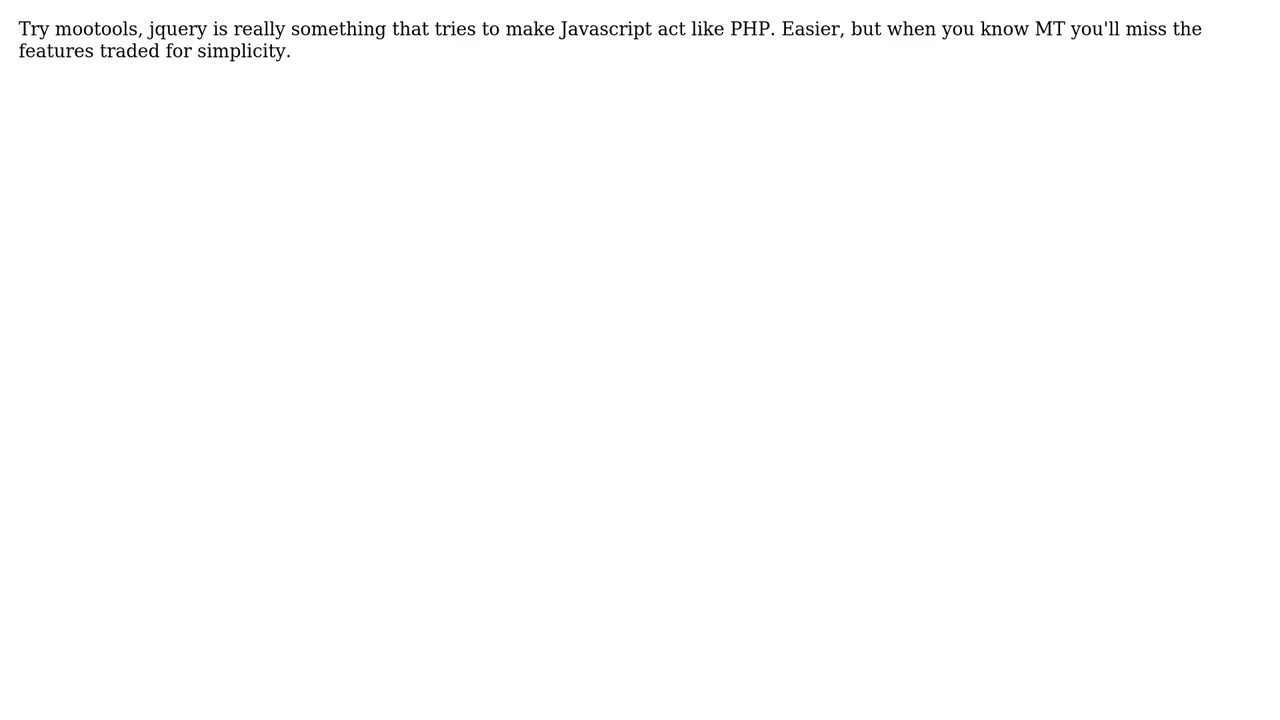 Try mootools, jquery is really something that tries to make Javascript act like PHP. Easier, but when you know MT you'll miss the
features traded for simplicity.